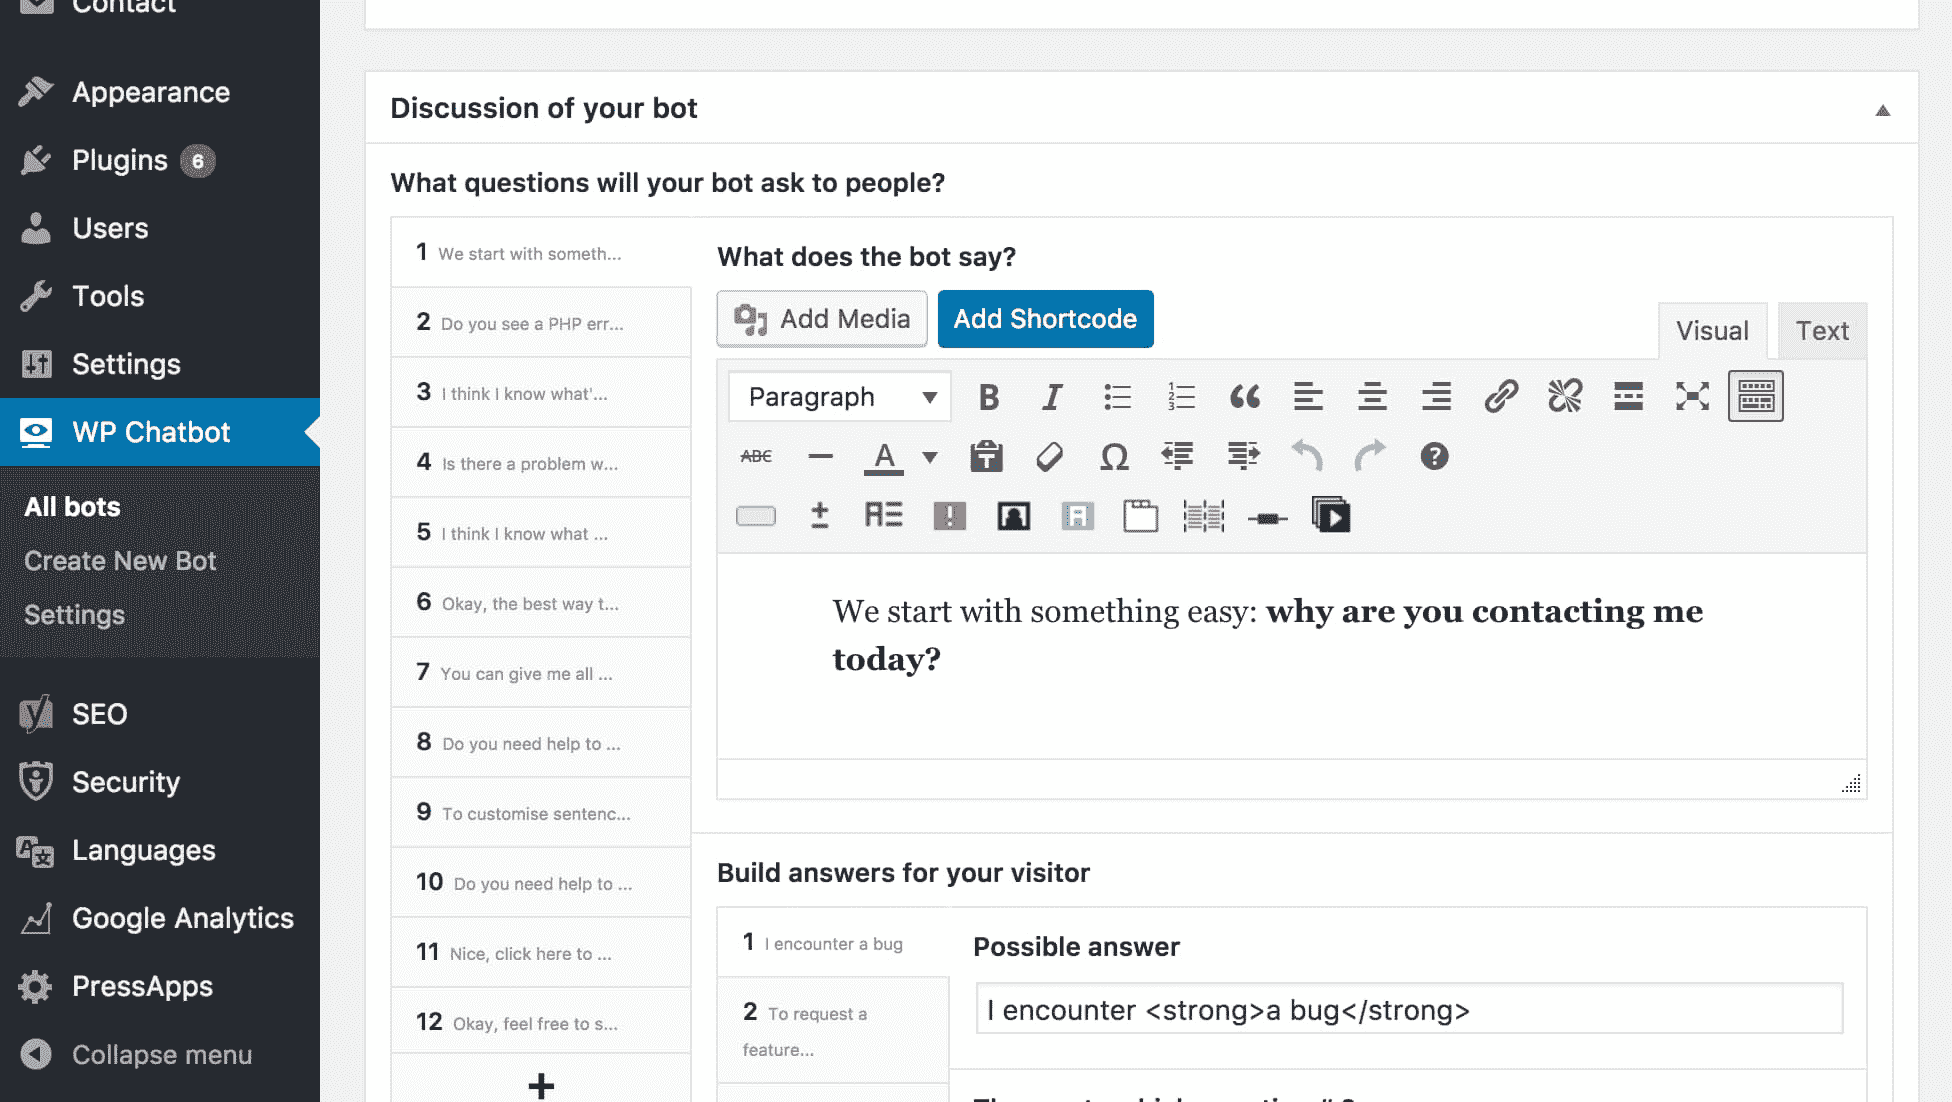 Contact
Appearance
Plugins 6
Users
Tools
Settings
WP Chatbot
All bots
Create New Bot
Settings
SEO
Security
Languages
Google Analytics
PressApps
Collapse menu
Discussion of your bot
What questions will your bot ask to people?
1 We start with someth...
2 Do you see a PHP err...
3 I think I know what'...
4 Is there a problem w...
5 I think I know what ...
6 Okay, the best way t...
7 You can give me all ...
8 Do you need help to ...
9 To customise sentenc...
10 Do you need help to ...
11 Nice, click here to ...
12 Okay, feel free to s...
+
What does the bot say?
Add Media
Add Shortcode
Visual
Text
Paragraph
B I
ABC
A
We start with something easy: why are you contacting me
today?
Build answers for your visitor
1 I encounter a bug
2 To request a
feature...
Possible answer
I encounter <strong>a bug</strong>